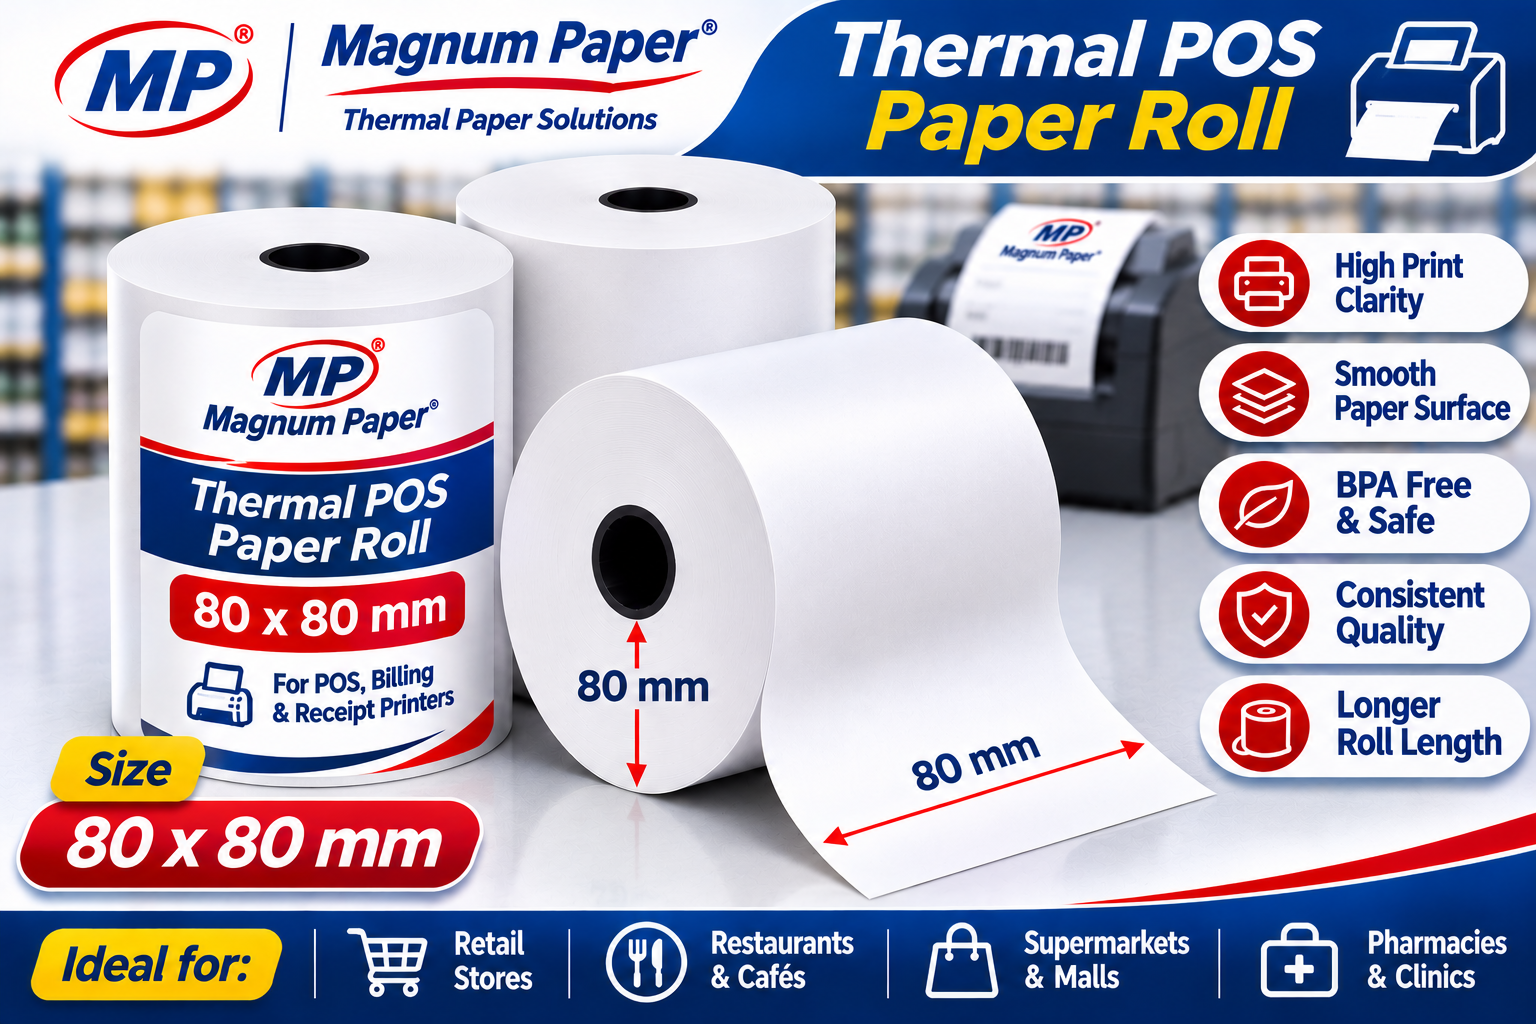 MP®
Magnum Paper®
Thermal Paper Solutions
Thermal POS
Paper Roll
MP
Magnum Paper
MP®
Magnum Paper®
Thermal POS
Paper Roll
80 x 80 mm
For POS, Billing
& Receipt Printers
80 mm
80 mm
High Print
Clarity
Smooth
Paper Surface
BPA Free
& Safe
Consistent
Quality
Longer
Roll Length
Size
80 x 80 mm
Ideal for:
Retail
Stores
Restaurants
& Cafés
Supermarkets
& Malls
Pharmacies
& Clinics